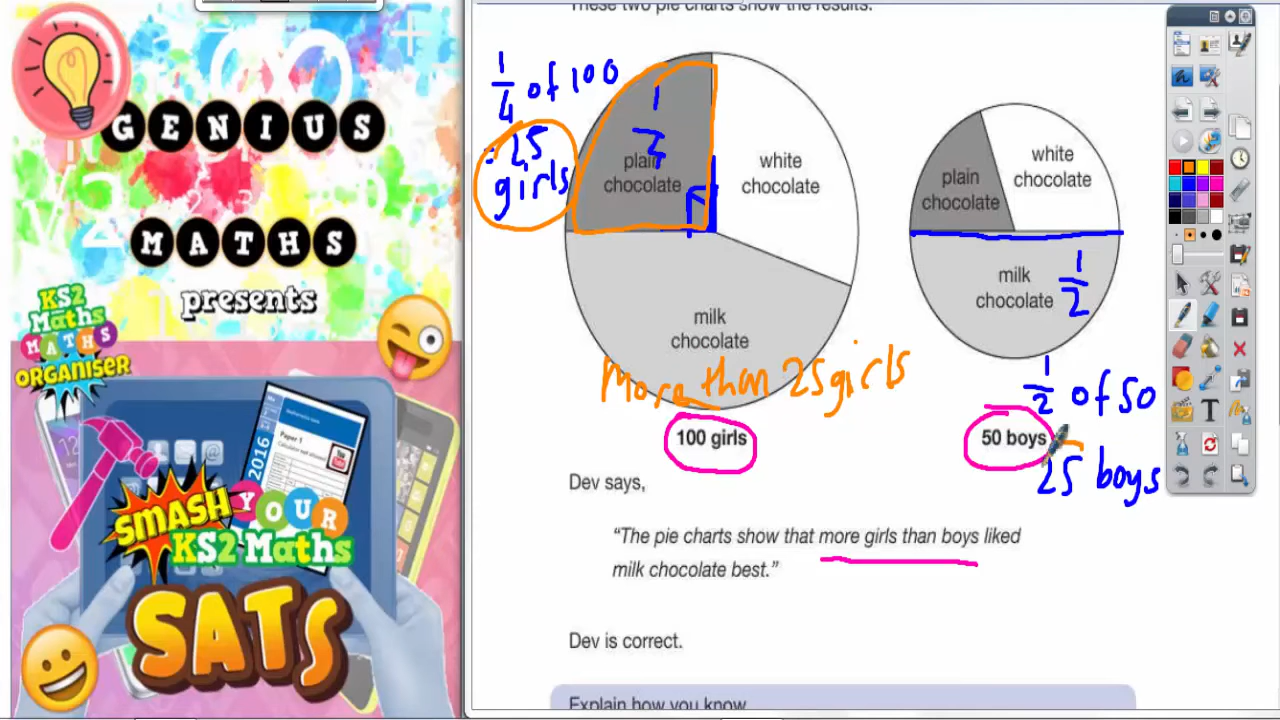 GENIUS
MATHS
presents
KS2
Maths
MATHS
ORGANISER
2016
Paper 1
You Tube
SMASH
YOUR
KS2 Maths
SATS
These two pie charts show the results.
1/4 of 100
= 25
girls
1/4
plain
chocolate
white
chocolate
milk
chocolate
More than 25 girls
100 girls
plain
chocolate
white
chocolate
milk
chocolate
1/2
1/2 of 50
50 boys
25 boys
Dev says,
“The pie charts show that more girls than boys liked
milk chocolate best.”
Dev is correct.
Explain how you know